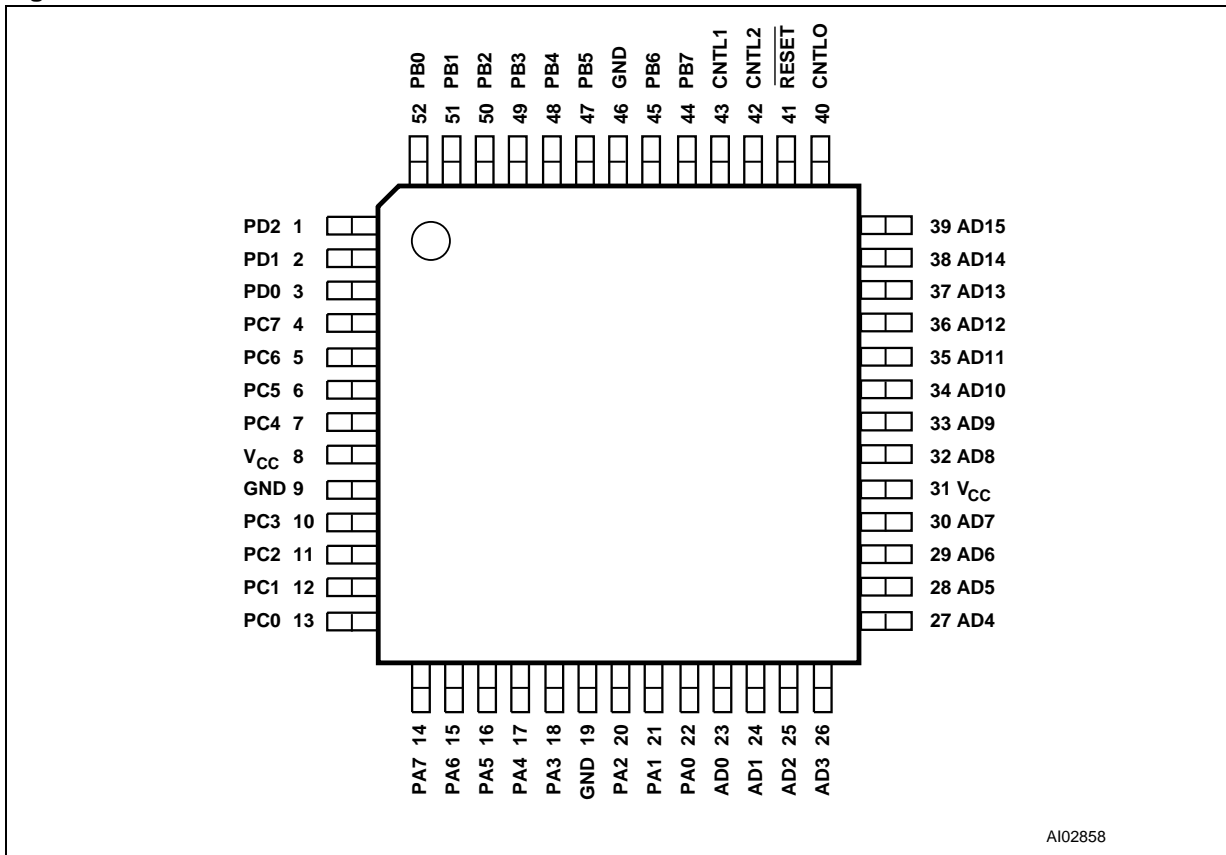 52 PB0
51 PB1
50 PB2
49 PB3
48 PB4
47 PB5
46 GND
45 PB6
44 PB7
43 CNTL1
42 CNTL2
41 RESET
40 CNTLO
PD2 1
PD1 2
PD0 3
PC7 4
PC6 5
PC5 6
PC4 7
VCC 8
GND 9
PC3 10
PC2 11
PC1 12
PC0 13
39 AD15
38 AD14
37 AD13
36 AD12
35 AD11
34 AD10
33 AD9
32 AD8
31 VCC
30 AD7
29 AD6
28 AD5
27 AD4
PA7 14
PA6 15
PA5 16
PA4 17
PA3 18
GND 19
PA2 20
PA1 21
PA0 22
AD0 23
AD1 24
AD2 25
AD3 26
AI02858